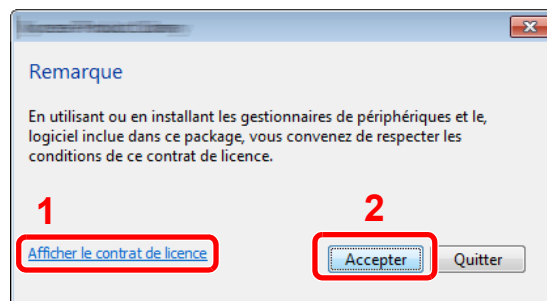 Remarque
En utilisant ou en installant les gestionnaires de périphériques et le,
logiciel inclue dans ce package, vous convenez de respecter les
conditions de ce contrat de licence.
1
2
Afficher le contrat de licence
Accepter
Quitter